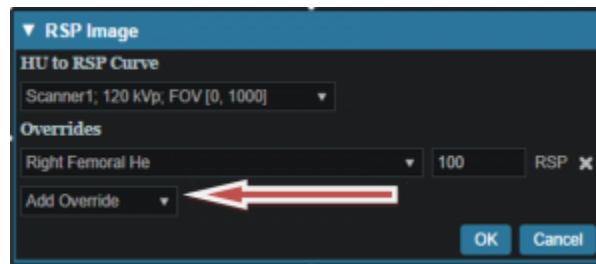 ▼ RSP Image
HU to RSP Curve
Scanner1; 120 kVp; FOV [0, 1000] ▼
Overrides
Right Femoral He ▼ 100 RSP ✖
Add Override ▼
OK Cancel